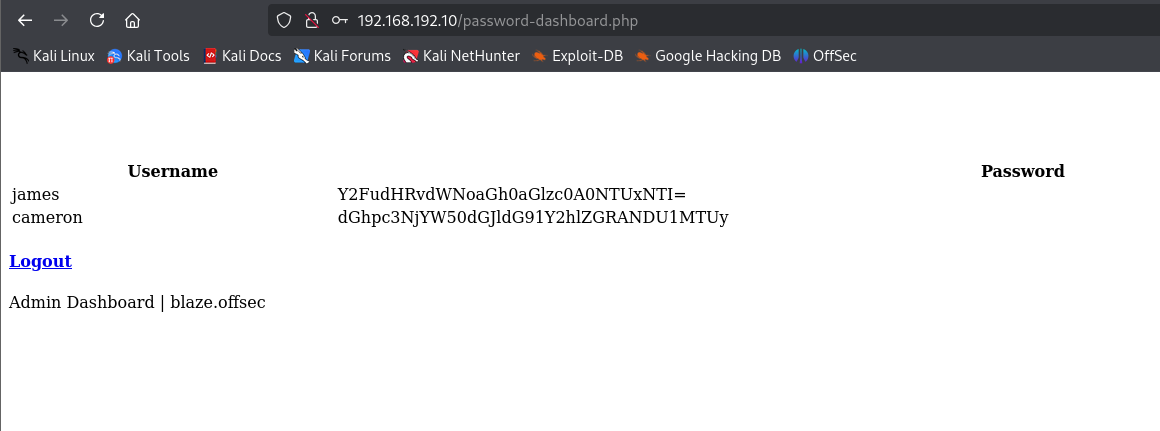 192.168.192.10/password-dashboard.php
Kali Linux Kali Tools Kali Docs Kali Forums Kali NetHunter Exploit-DB Google Hacking DB OffSec
Username Password
james Y2FudHRvdWNoaGh0aGlzc0A0NTUxNTI=
cameron dGhpc3NjYW50dGJldG91Y2hlZGRANDU1MTUy
Logout
Admin Dashboard | blaze.offsec